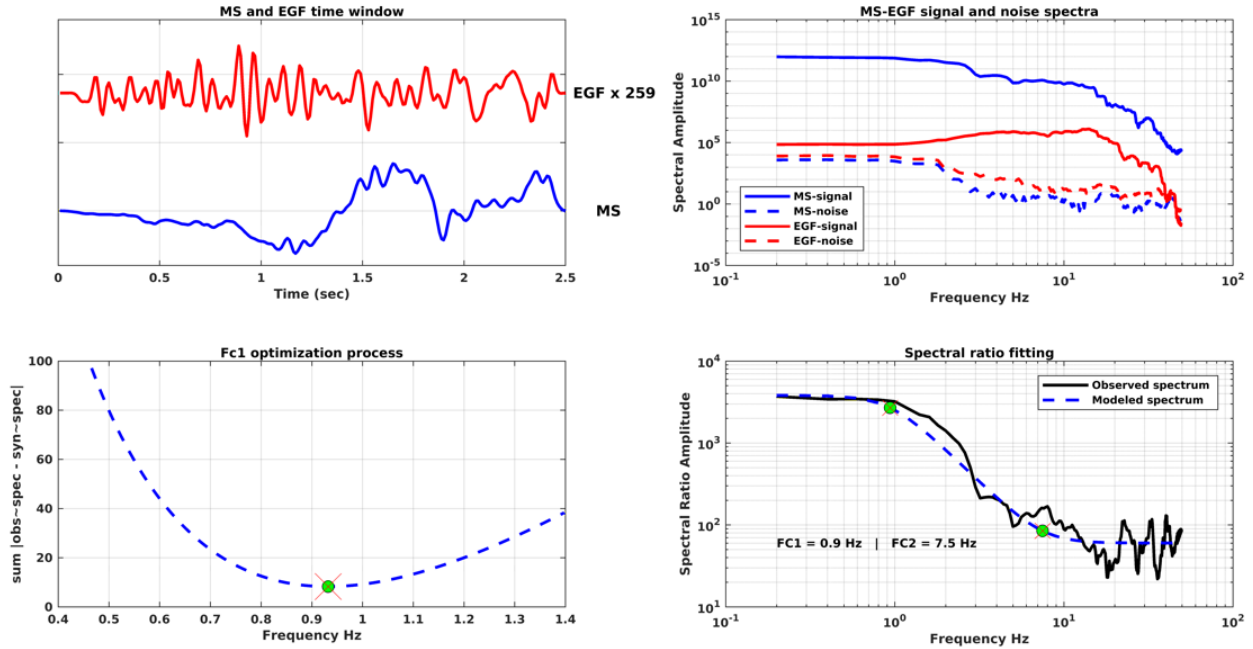 MS and EGF time window
EGF x 259
MS
0 0.5 1 1.5 2 2.5
Time (sec)
MS-EGF signal and noise spectra
Spectral Amplitude
10^15
10^10
10^5
10^0
10^-5
MS-signal
MS-noise
EGF-signal
EGF-noise
10^-1 10^0 10^1 10^2
Frequency Hz
Fc1 optimization process
sum |obs~spec - syn~spec|
100
80
60
40
20
0
0.4 0.5 0.6 0.7 0.8 0.9 1 1.1 1.2 1.3 1.4
Frequency Hz
Spectral ratio fitting
Spectral Ratio Amplitude
10^4
10^3
10^2
10^1
Observed spectrum
Modeled spectrum
FC1 = 0.9 Hz | FC2 = 7.5 Hz
10^-1 10^0 10^1 10^2
Frequency Hz